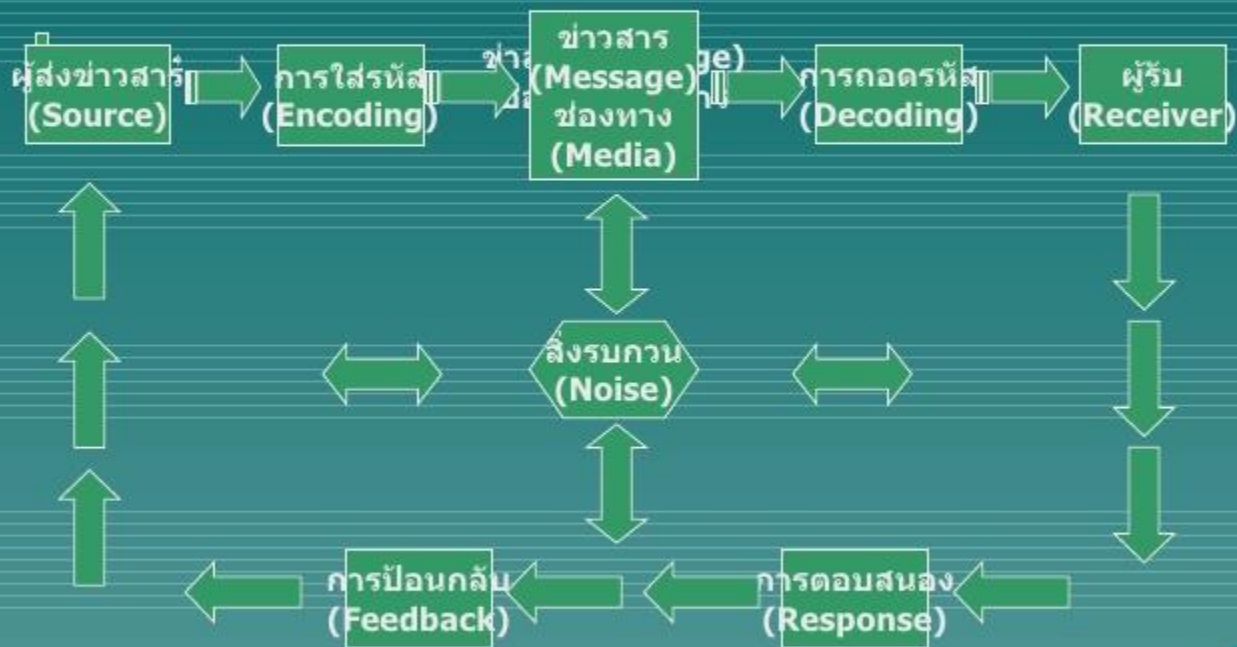 ผู้ส่งข่าวสาร
(Source)
การใส่รหัส
(Encoding)
ข่าวสาร
(Message)
ช่องทาง
(Media)
การถอดรหัส
(Decoding)
ผู้รับ
(Receiver)
สิ่งรบกวน
(Noise)
การป้อนกลับ
(Feedback)
การตอบสนอง
(Response)